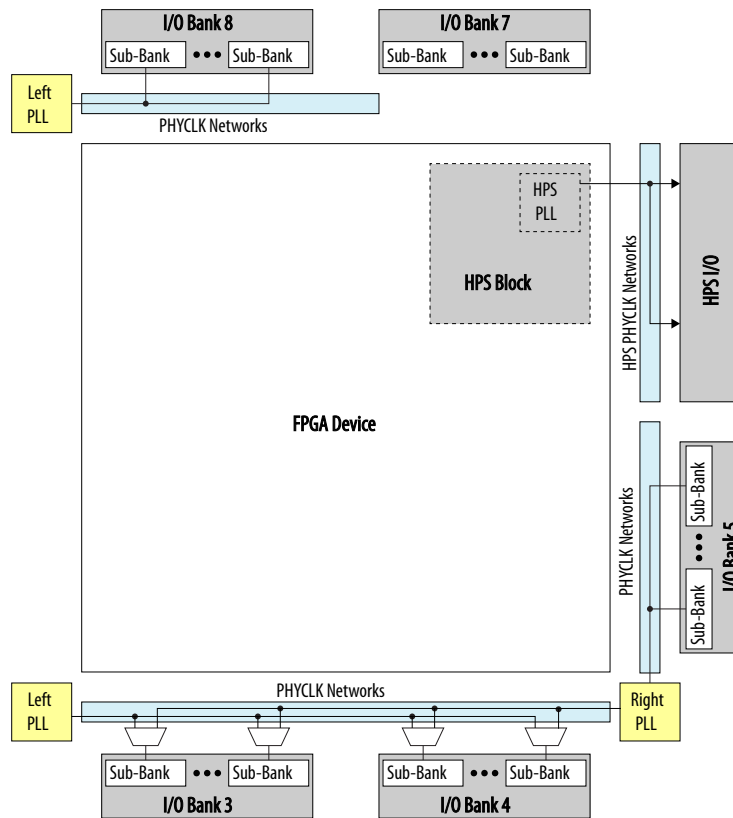 I/O Bank 8
I/O Bank 7
Sub-Bank ••• Sub-Bank
Sub-Bank ••• Sub-Bank
Left
PLL
PHYCLK Networks
HPS
PLL
HPS Block
HPS PHYCLK Networks
HPS I/O
FPGA Device
PHYCLK Networks
Sub-Bank ••• Sub-Bank
I/O Bank 5
Left
PLL
PHYCLK Networks
Right
PLL
Sub-Bank ••• Sub-Bank
Sub-Bank ••• Sub-Bank
I/O Bank 3
I/O Bank 4